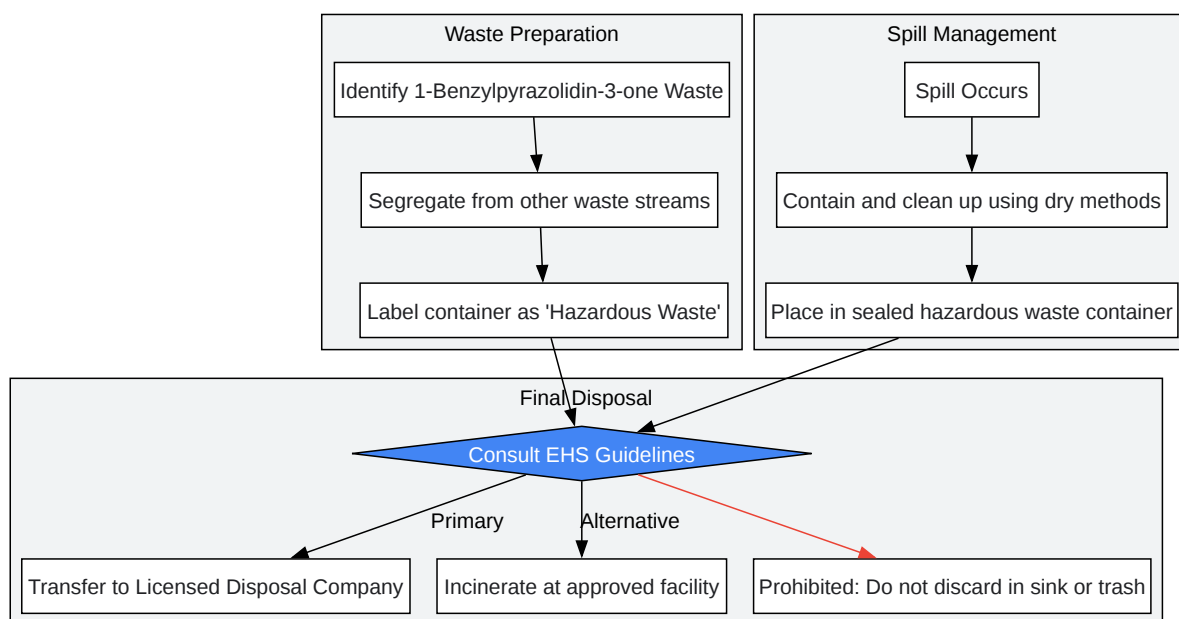 Waste Preparation
Identify 1-Benzylpyrazolidin-3-one Waste
Segregate from other waste streams
Label container as 'Hazardous Waste'
Spill Management
Spill Occurs
Contain and clean up using dry methods
Place in sealed hazardous waste container
Final Disposal
Consult EHS Guidelines
Primary
Alternative
Transfer to Licensed Disposal Company
Incinerate at approved facility
Prohibited: Do not discard in sink or trash